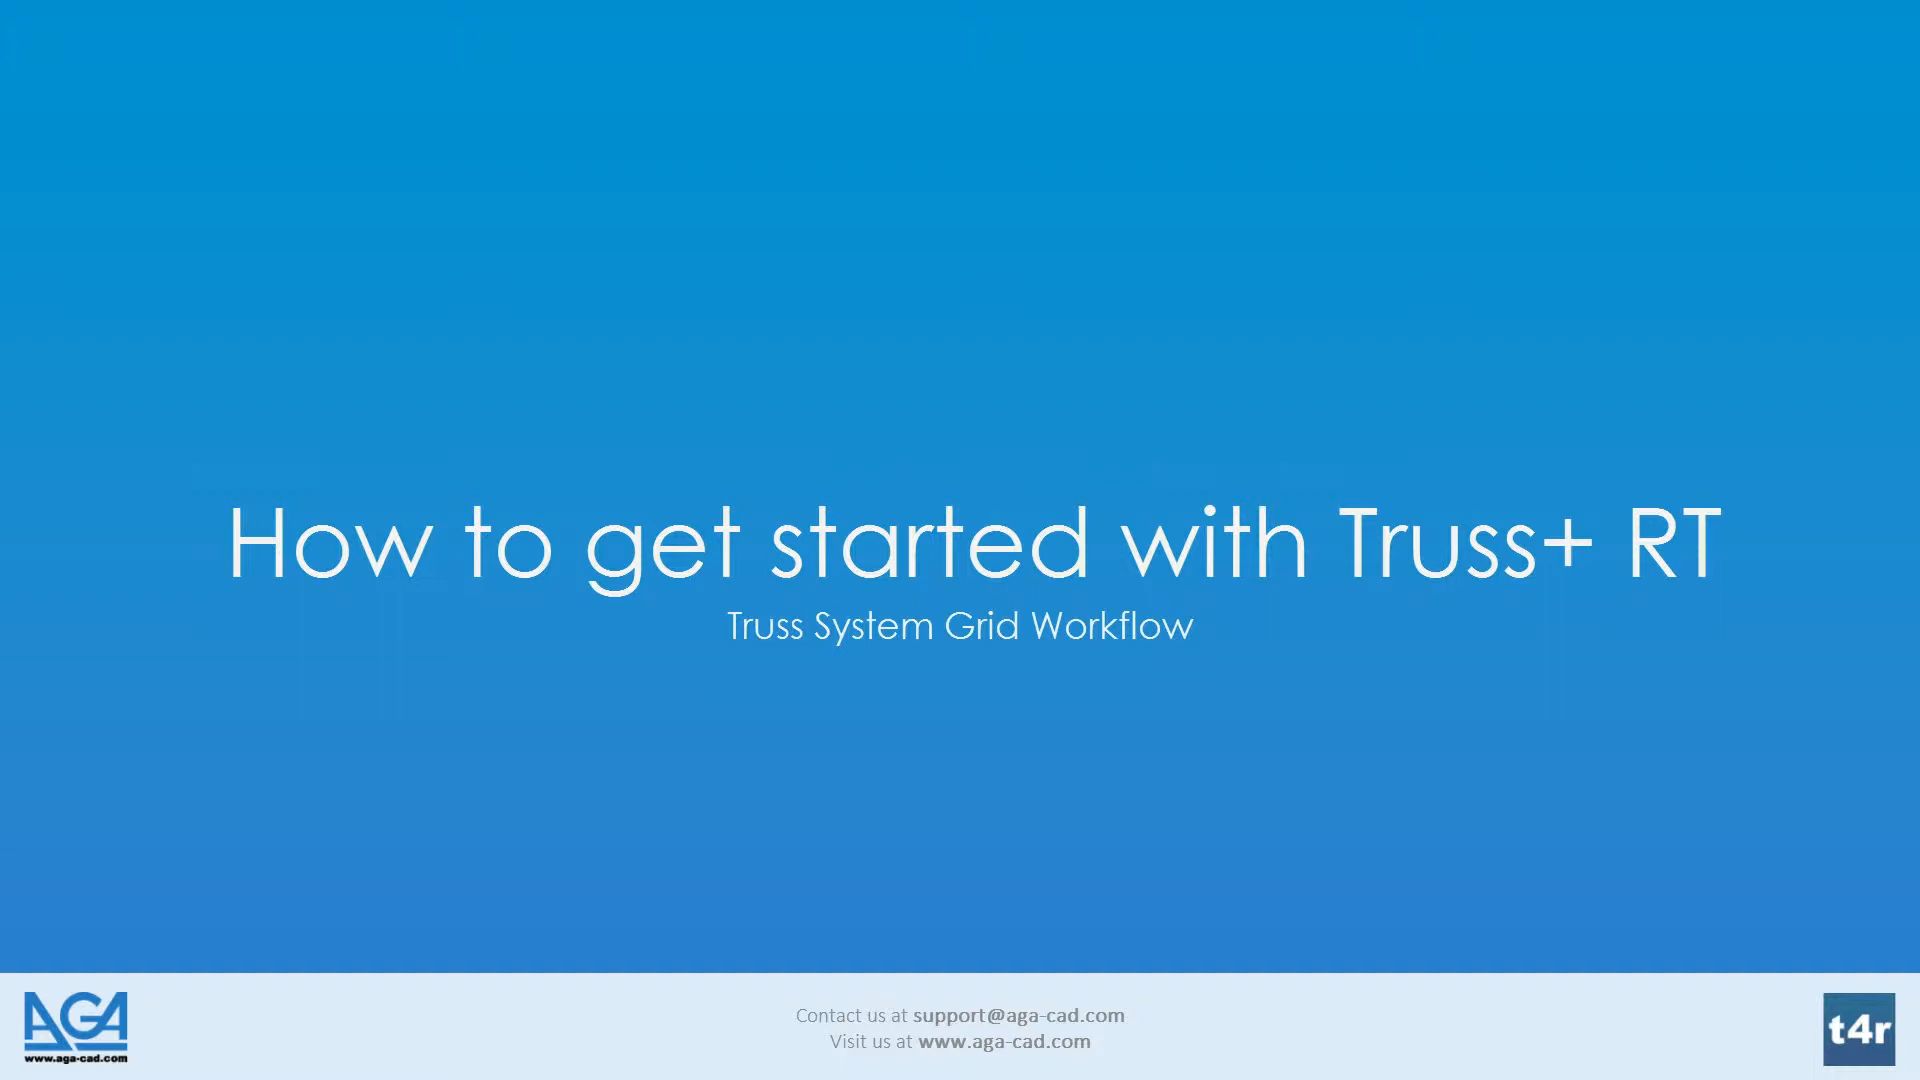 How to get started with Truss+ RT
Truss System Grid Workflow
AGA
www.aga-cad.com
Contact us at support@aga-cad.com
Visit us at www.aga-cad.com
t4r